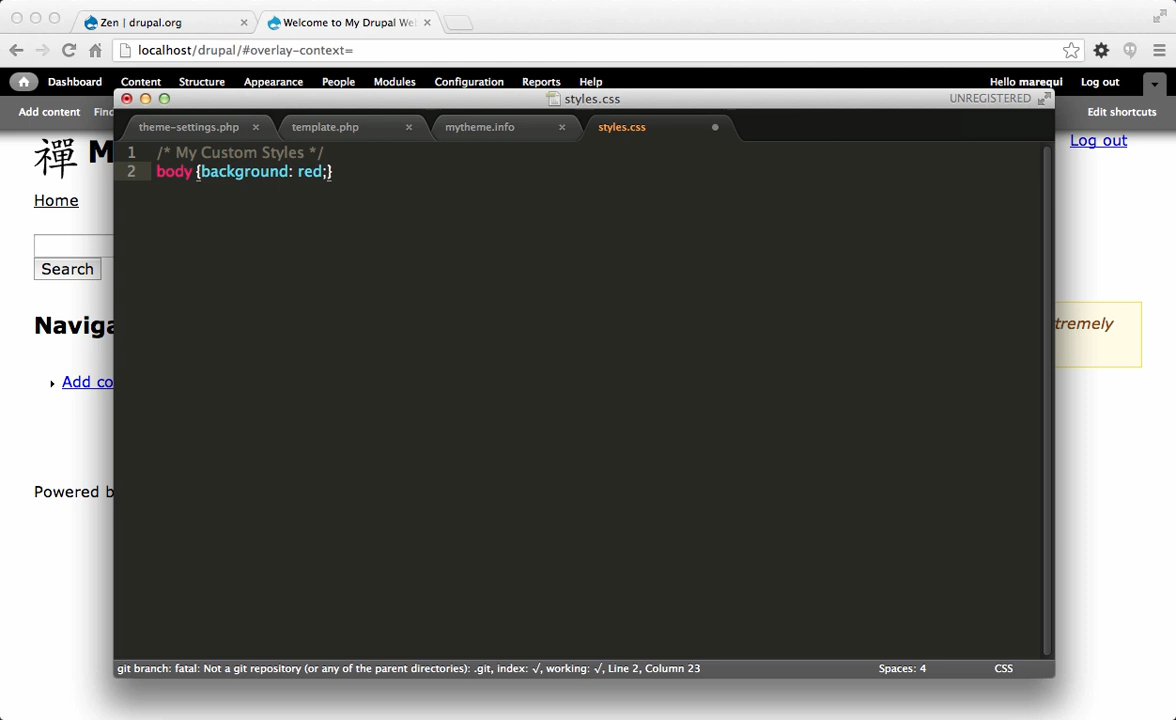 Zen | drupal.org
Welcome to My Drupal We
localhost/drupal/#overlay-context=
Dashboard Content Structure Appearance People Modules Configuration Reports Help Hello marequi Log out
styles.css UNREGISTERED
Add content Find Edit shortcuts
theme-settings.php template.php mytheme.info styles.css
禪 M Log out
1 /* My Custom Styles */
2 body {background: red;}
Home
Search
Naviga
tremely
Add co
Powered b
git branch: fatal: Not a git repository (or any of the parent directories): .git, index: √, working: √, Line 2, Column 23 Spaces: 4 CSS